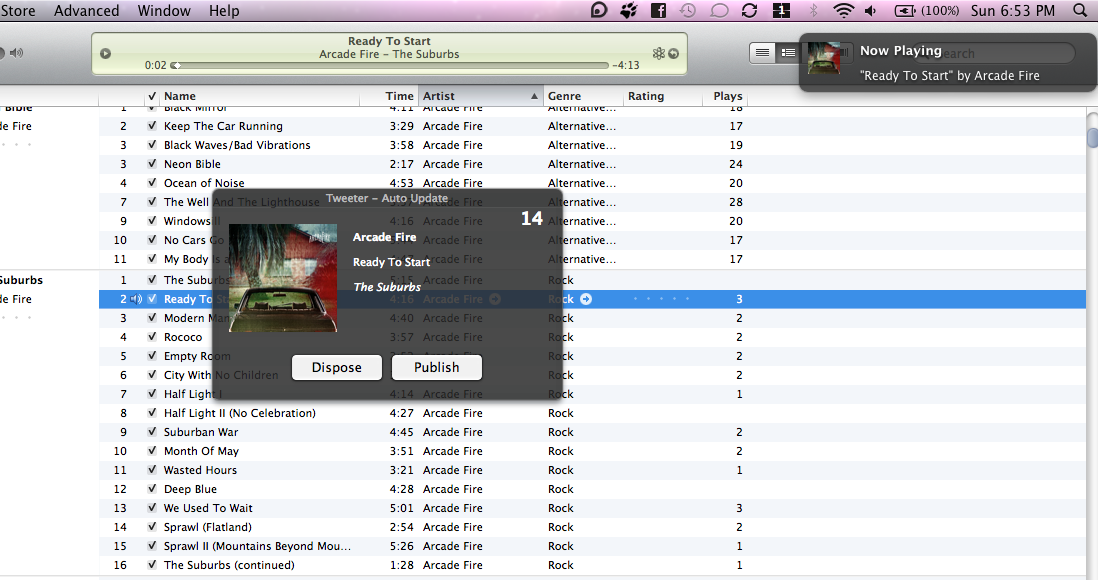 Store Advanced Window Help 1 (100%) Sun 6:53 PM
Ready To Start
Arcade Fire – The Suburbs
0:02 -4:13
Now Playing
Search
"Ready To Start" by Arcade Fire
✓ Name Time Artist Genre Rating Plays
Bible 1 ✓ Black Mirror 4:11 Arcade Fire Alternative... 18
de Fire 2 ✓ Keep The Car Running 3:29 Arcade Fire Alternative... 17
3 ✓ Black Waves/Bad Vibrations 3:58 Arcade Fire Alternative... 19
3 ✓ Neon Bible 2:17 Arcade Fire Alternative... 24
4 ✓ Ocean of Noise 4:53 Arcade Fire Alternative... 20
7 ✓ The Well And The Lighthouse Alternative... 28
9 ✓ Windowsill 4:16 Arcade Fire Alternative... 20
10 ✓ No Cars Go Alternative... 17
11 ✓ My Body Is a Alternative... 17
Tweeter – Auto Update
14
Arcade Fire
Ready To Start
The Suburbs
Dispose Publish
Suburbs 1 ✓ The Suburbs 5:15 Arcade Fire Rock
de Fire 2 ✓ Ready To St 4:16 Arcade Fire Rock 3
3 ✓ Modern Man 4:40 Arcade Fire Rock 2
4 ✓ Rococo 3:57 Arcade Fire Rock 2
5 ✓ Empty Room Arcade Fire Rock 2
6 ✓ City With No Children Arcade Fire Rock 2
7 ✓ Half Light I 4:14 Arcade Fire Rock 1
8 ✓ Half Light II (No Celebration) 4:27 Arcade Fire Rock
9 ✓ Suburban War 4:45 Arcade Fire Rock 2
10 ✓ Month Of May 3:51 Arcade Fire Rock 2
11 ✓ Wasted Hours 3:21 Arcade Fire Rock 1
12 ✓ Deep Blue 4:28 Arcade Fire Rock
13 ✓ We Used To Wait 5:01 Arcade Fire Rock 3
14 ✓ Sprawl (Flatland) 2:54 Arcade Fire Rock 2
15 ✓ Sprawl II (Mountains Beyond Mou... 5:26 Arcade Fire Rock 1
16 ✓ The Suburbs (continued) 1:28 Arcade Fire Rock 1